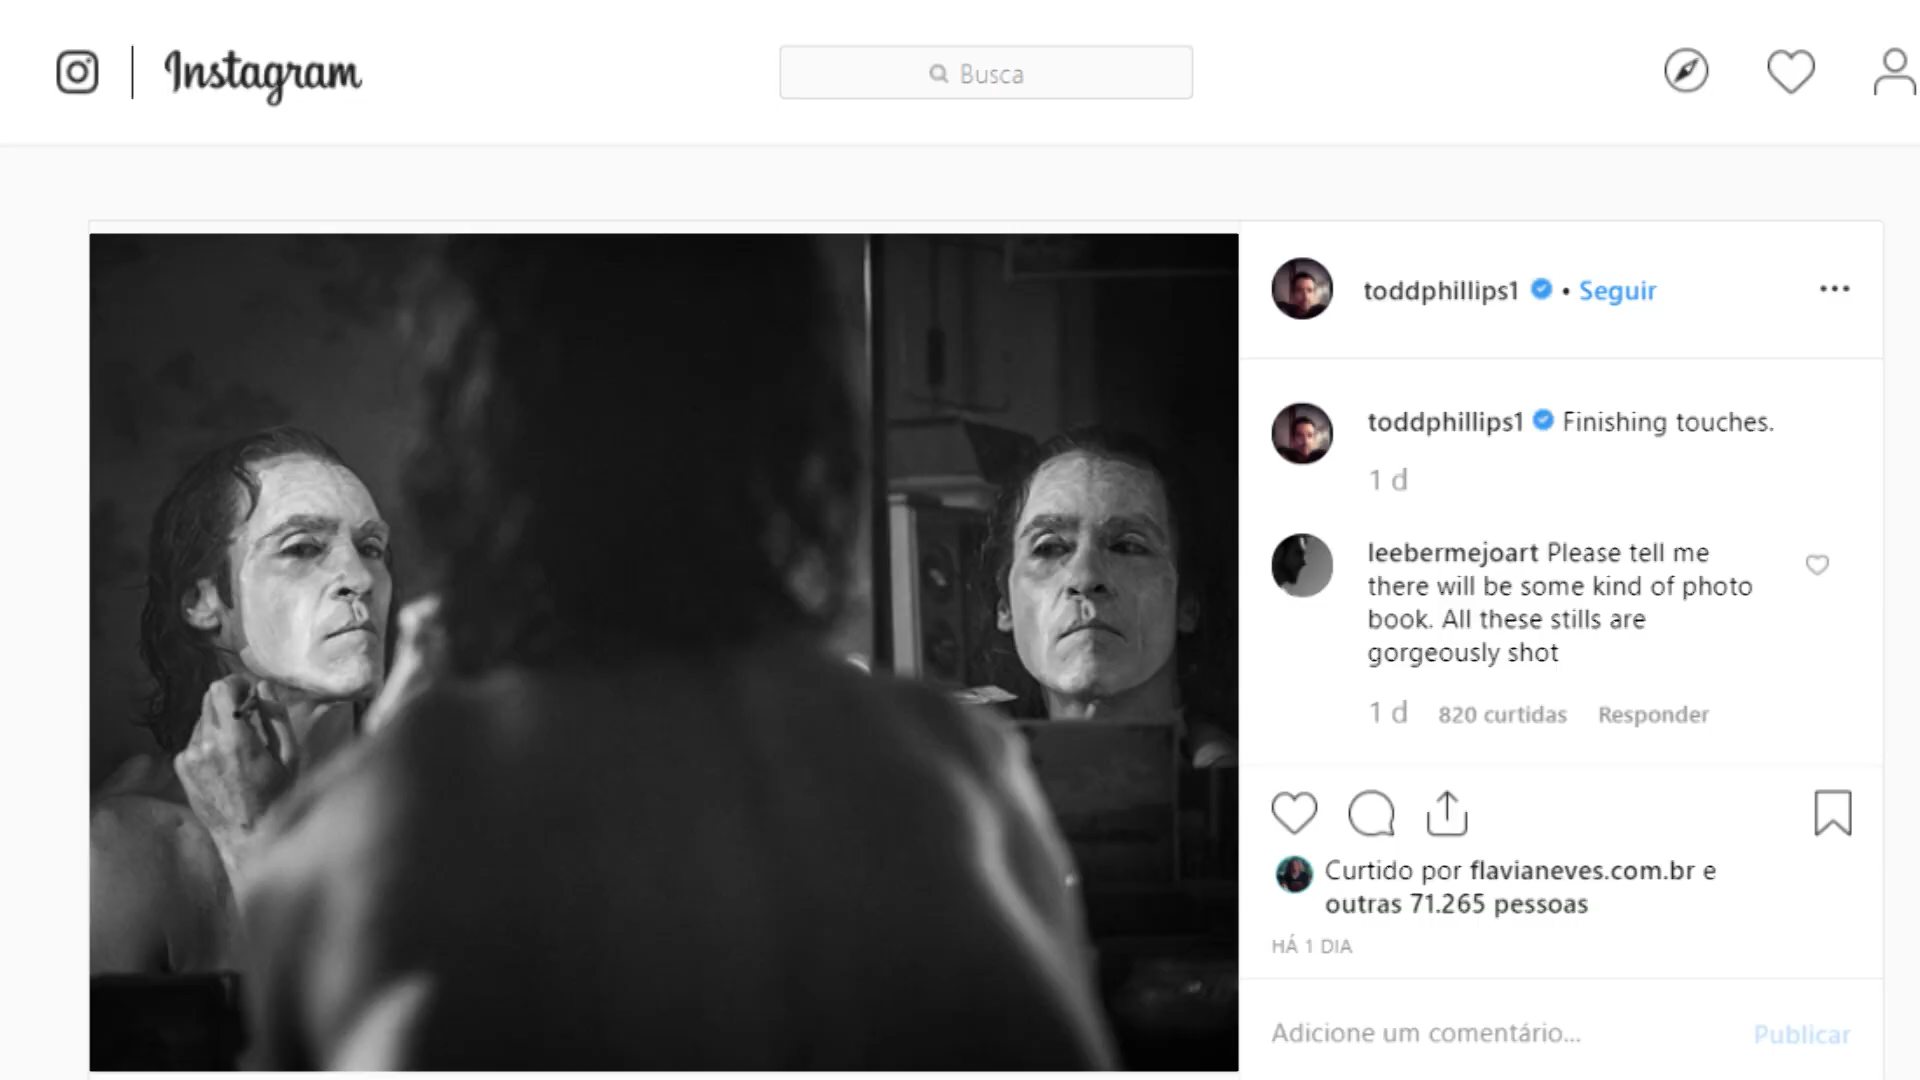 Instagram
Busca
toddphillips1 • Seguir
toddphillips1 Finishing touches.
1 d
leebermejoart Please tell me
there will be some kind of photo
book. All these stills are
gorgeously shot
1 d 820 curtidas Responder
Curtido por flavianeves.com.br e
outras 71.265 pessoas
HÁ 1 DIA
Adicione um comentário... Publicar